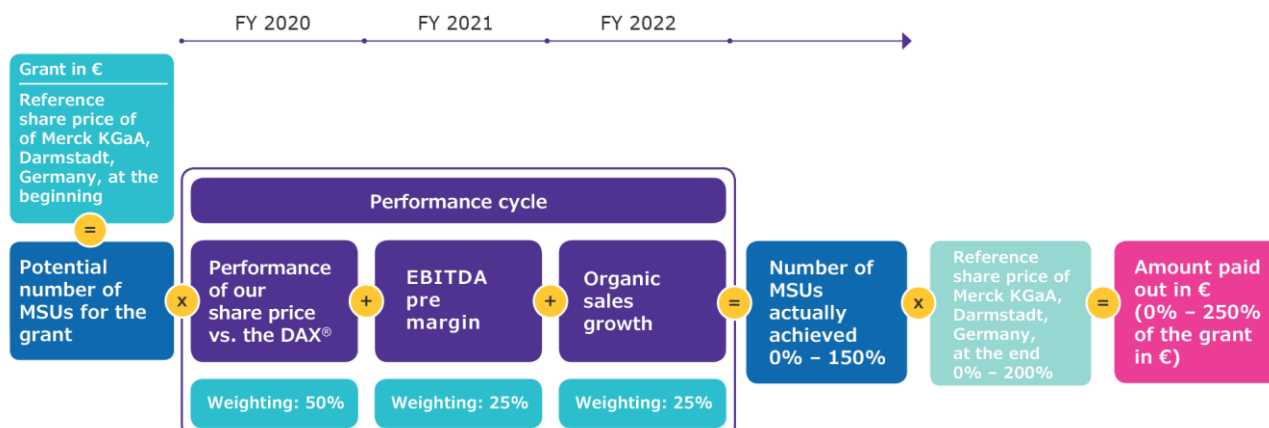 FY 2020
FY 2021
FY 2022
Grant in €
Reference
share price of
of Merck KGaA,
Darmstadt,
Germany, at the
beginning
=
Potential
number of
MSUs for the
grant
x
Performance cycle
Performance
of our
share price
vs. the DAX®
+
EBITDA
pre
margin
+
Organic
sales
growth
Weighting: 50%
Weighting: 25%
Weighting: 25%
=
Number of
MSUs
actually
achieved
0% – 150%
x
Reference
share price of
Merck KGaA,
Darmstadt,
Germany,
at the end
0% – 200%
=
Amount paid
out in €
(0% – 250%
of the grant
in €)